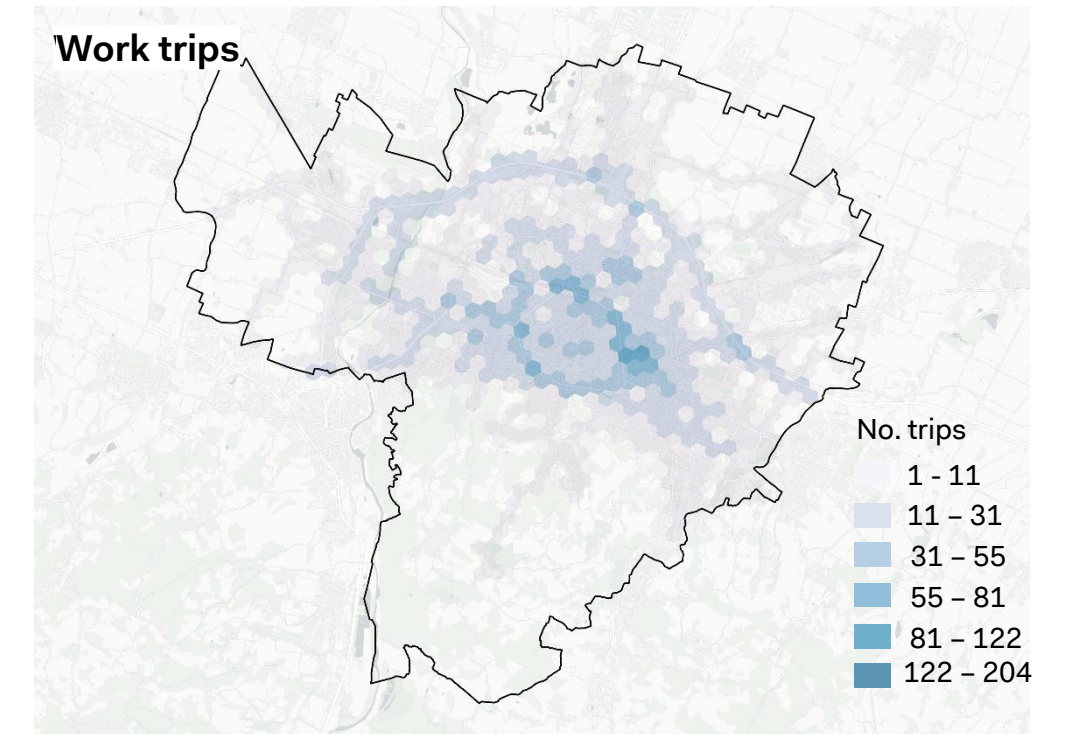 Work trips
No. trips
1 - 11
11 – 31
31 – 55
55 – 81
81 – 122
122 – 204